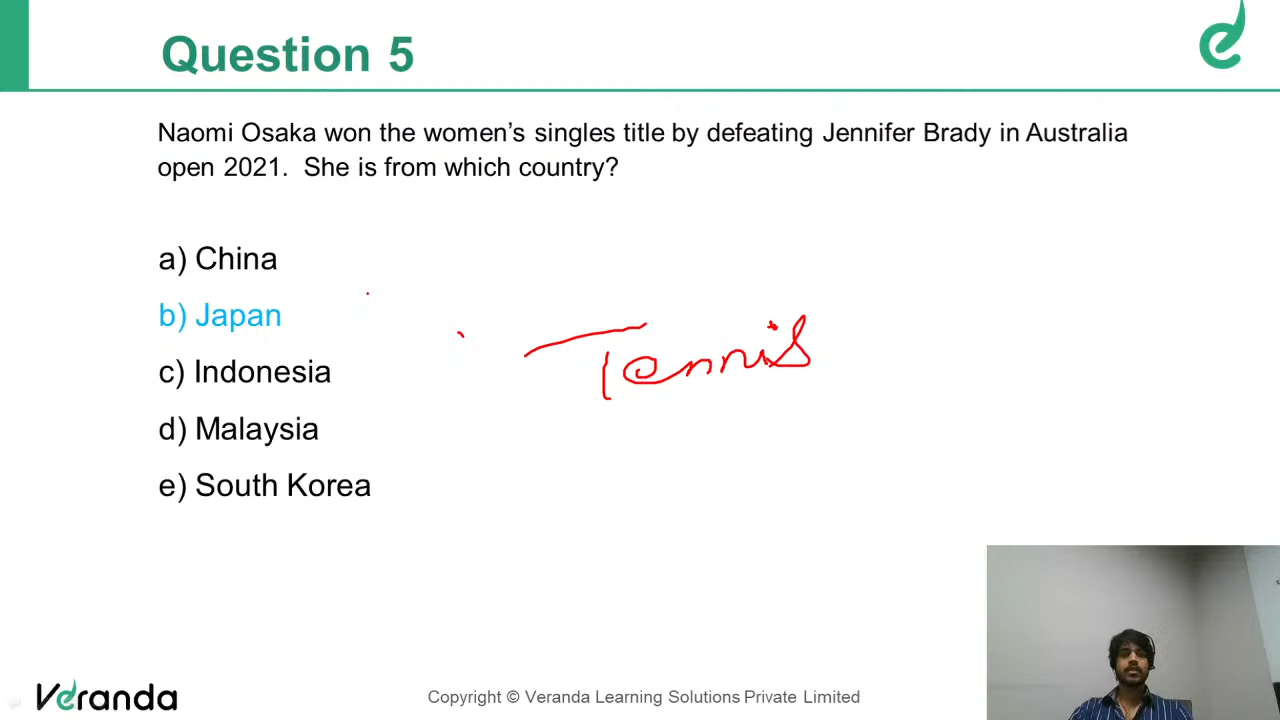 Question 5
Naomi Osaka won the women's singles title by defeating Jennifer Brady in Australia
open 2021.  She is from which country?
a) China
b) Japan
c) Indonesia
d) Malaysia
e) South Korea
Tennis
Veranda
Copyright © Veranda Learning Solutions Private Limited